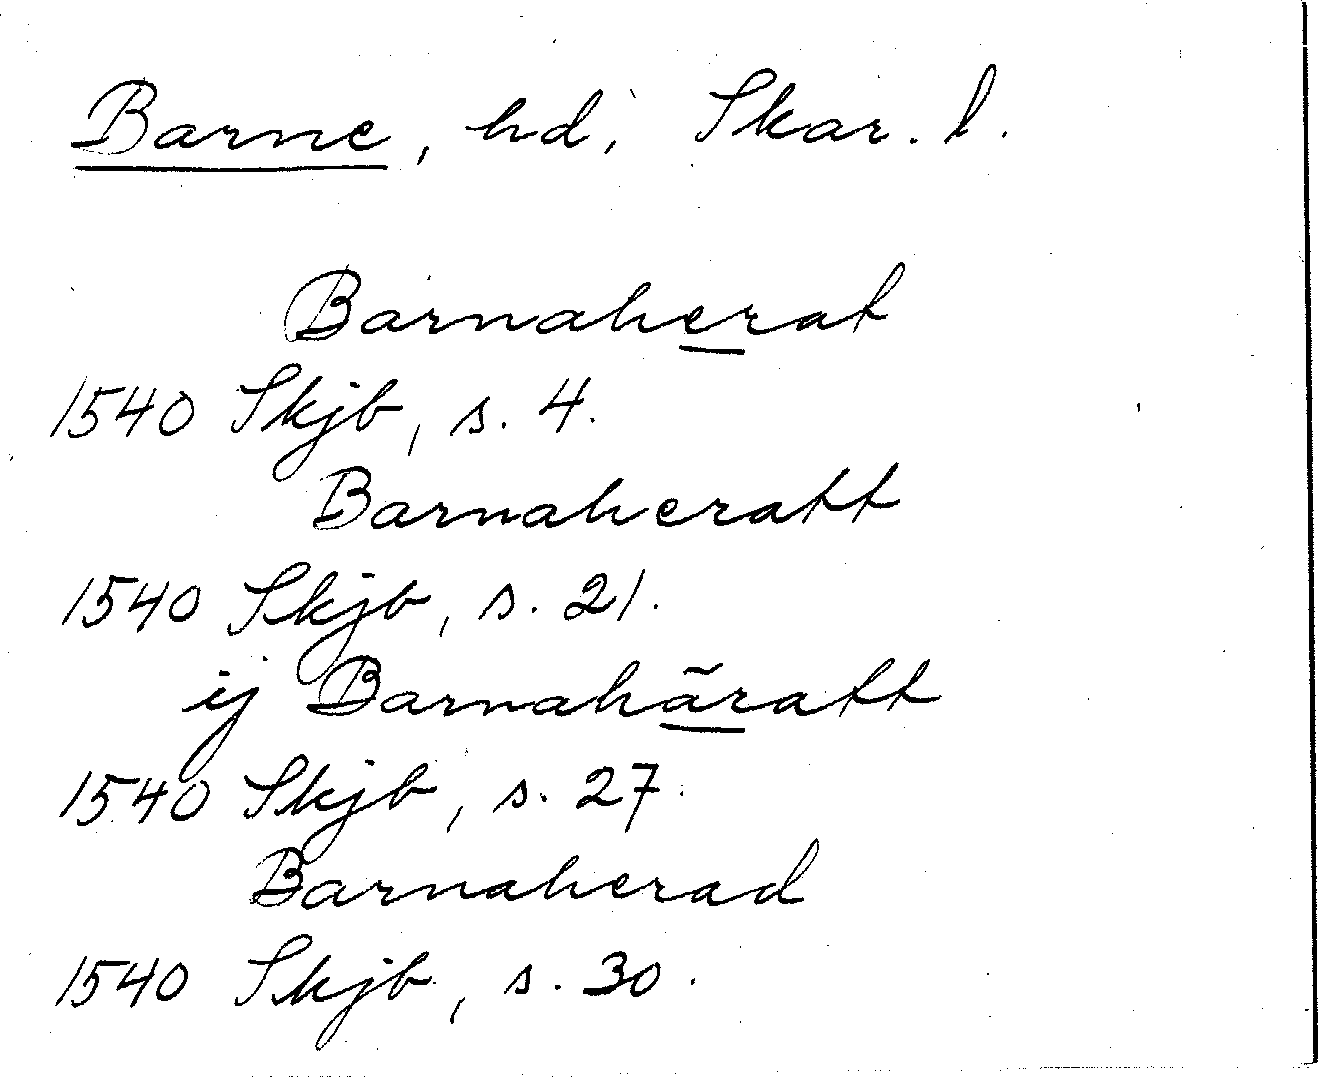 Barne, hd, Skar. l.
Barnaherat
1540 Skjb, s. 4.
Barnaheratt
1540 Skjb, s. 21.
ij Barnahãratt
1540 Skjb, s. 27.
Barnaherad
1540 Skjb, s. 30.